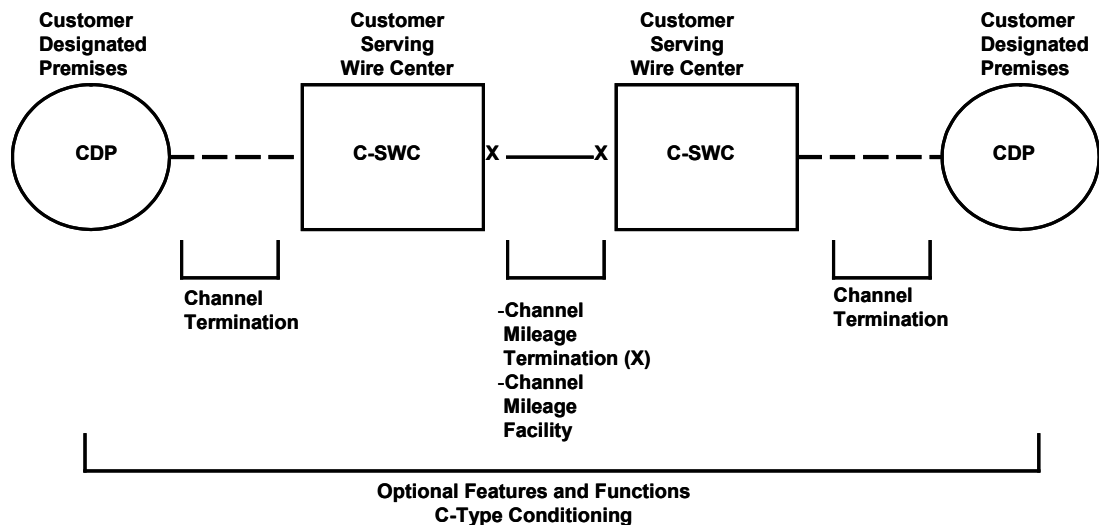 Customer
Designated
Premises
Customer
Serving
Wire Center
Customer
Serving
Wire Center
Customer
Designated
Premises
CDP
C-SWC
X
X
C-SWC
CDP
Channel
Termination
-Channel
Mileage
Termination (X)
-Channel
Mileage
Facility
Channel
Termination
Optional Features and Functions
C-Type Conditioning